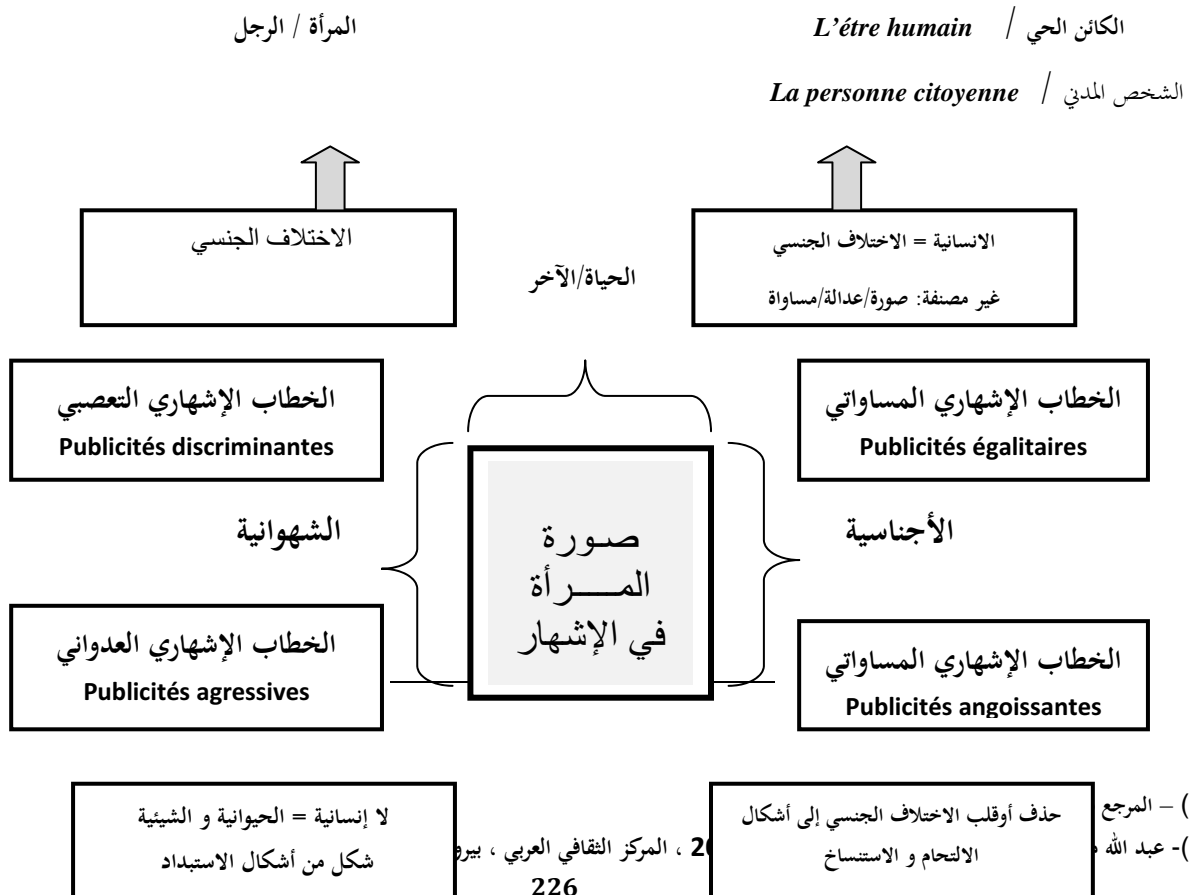 الكائن الحي / L'étre humain
المرأة / الرجل
الشخص المدني / La personne citoyenne
الانسانية = الاختلاف الجنسي
غير مصنفة: صورة/عدالة/مساواة
الاختلاف الجنسي
الحياة/الآخر
الخطاب الإشهاري المساواتي
Publicités égalitaires
الخطاب الإشهاري التعصبي
Publicités discriminantes
الأجناسية
صورة
المرأة
في الإشهار
الشهوانية
الخطاب الإشهاري المساواتي
Publicités angoissantes
الخطاب الإشهاري العدواني
Publicités agressives
حذف أوقلب الاختلاف الجنسي إلى أشكال
الالتحام و الاستنساخ
لا إنسانية = الحيوانية و الشيئية
شكل من أشكال الاستبداد
) – المرجع
)- عبد الله
، المركز الثقافي العربي ،
226